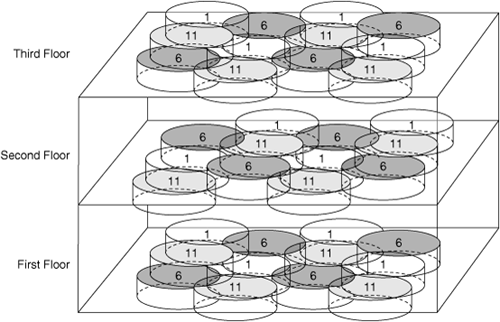 1 6 1 6
11 1 11 1
Third Floor
6 11 6 11
1 1
6 11 6 11
Second Floor
1 6 1 6
11 11
1 6 1 6
11 1 11 1
First Floor
6 11 6 11